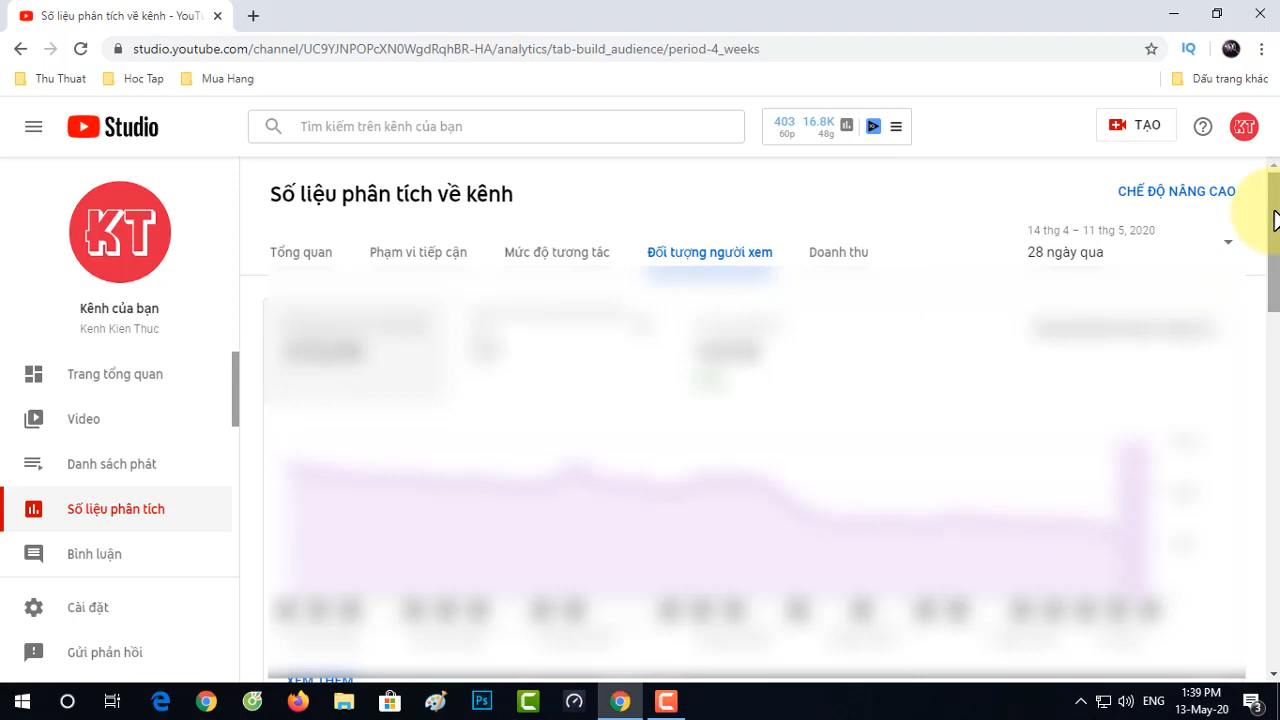 Số liệu phân tích về kênh - YouTu
studio.youtube.com/channel/UC9YJNPOPcXN0WgdRqhBR-HA/analytics/tab-build_audience/period-4_weeks
IQ
Thu Thuat
Hoc Tap
Mua Hang
Dấu trang khác
Studio
Tìm kiếm trên kênh của bạn
403 16.8K
60p 48g
TẠO
KT
KT
Kênh của bạn
Kenh Kien Thuc
Trang tổng quan
Video
Danh sách phát
Số liệu phân tích
Bình luận
Cài đặt
Gửi phản hồi
Số liệu phân tích về kênh
CHẾ ĐỘ NÂNG CAO
14 thg 4 – 11 thg 5, 2020
28 ngày qua
Tổng quan
Phạm vi tiếp cận
Mức độ tương tác
Đối tượng người xem
Doanh thu
XEM THÊM
Ps
ENG
1:39 PM
13-May-20
3